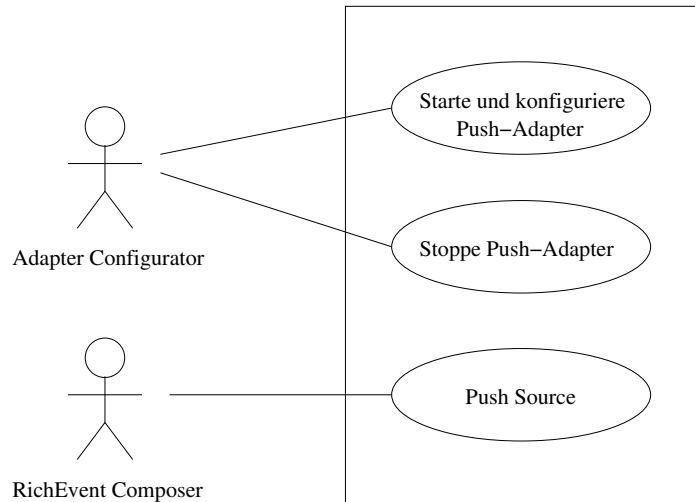 Starte und konfiguriere
Push−Adapter
Adapter Configurator
Stoppe Push−Adapter
Push Source
RichEvent Composer